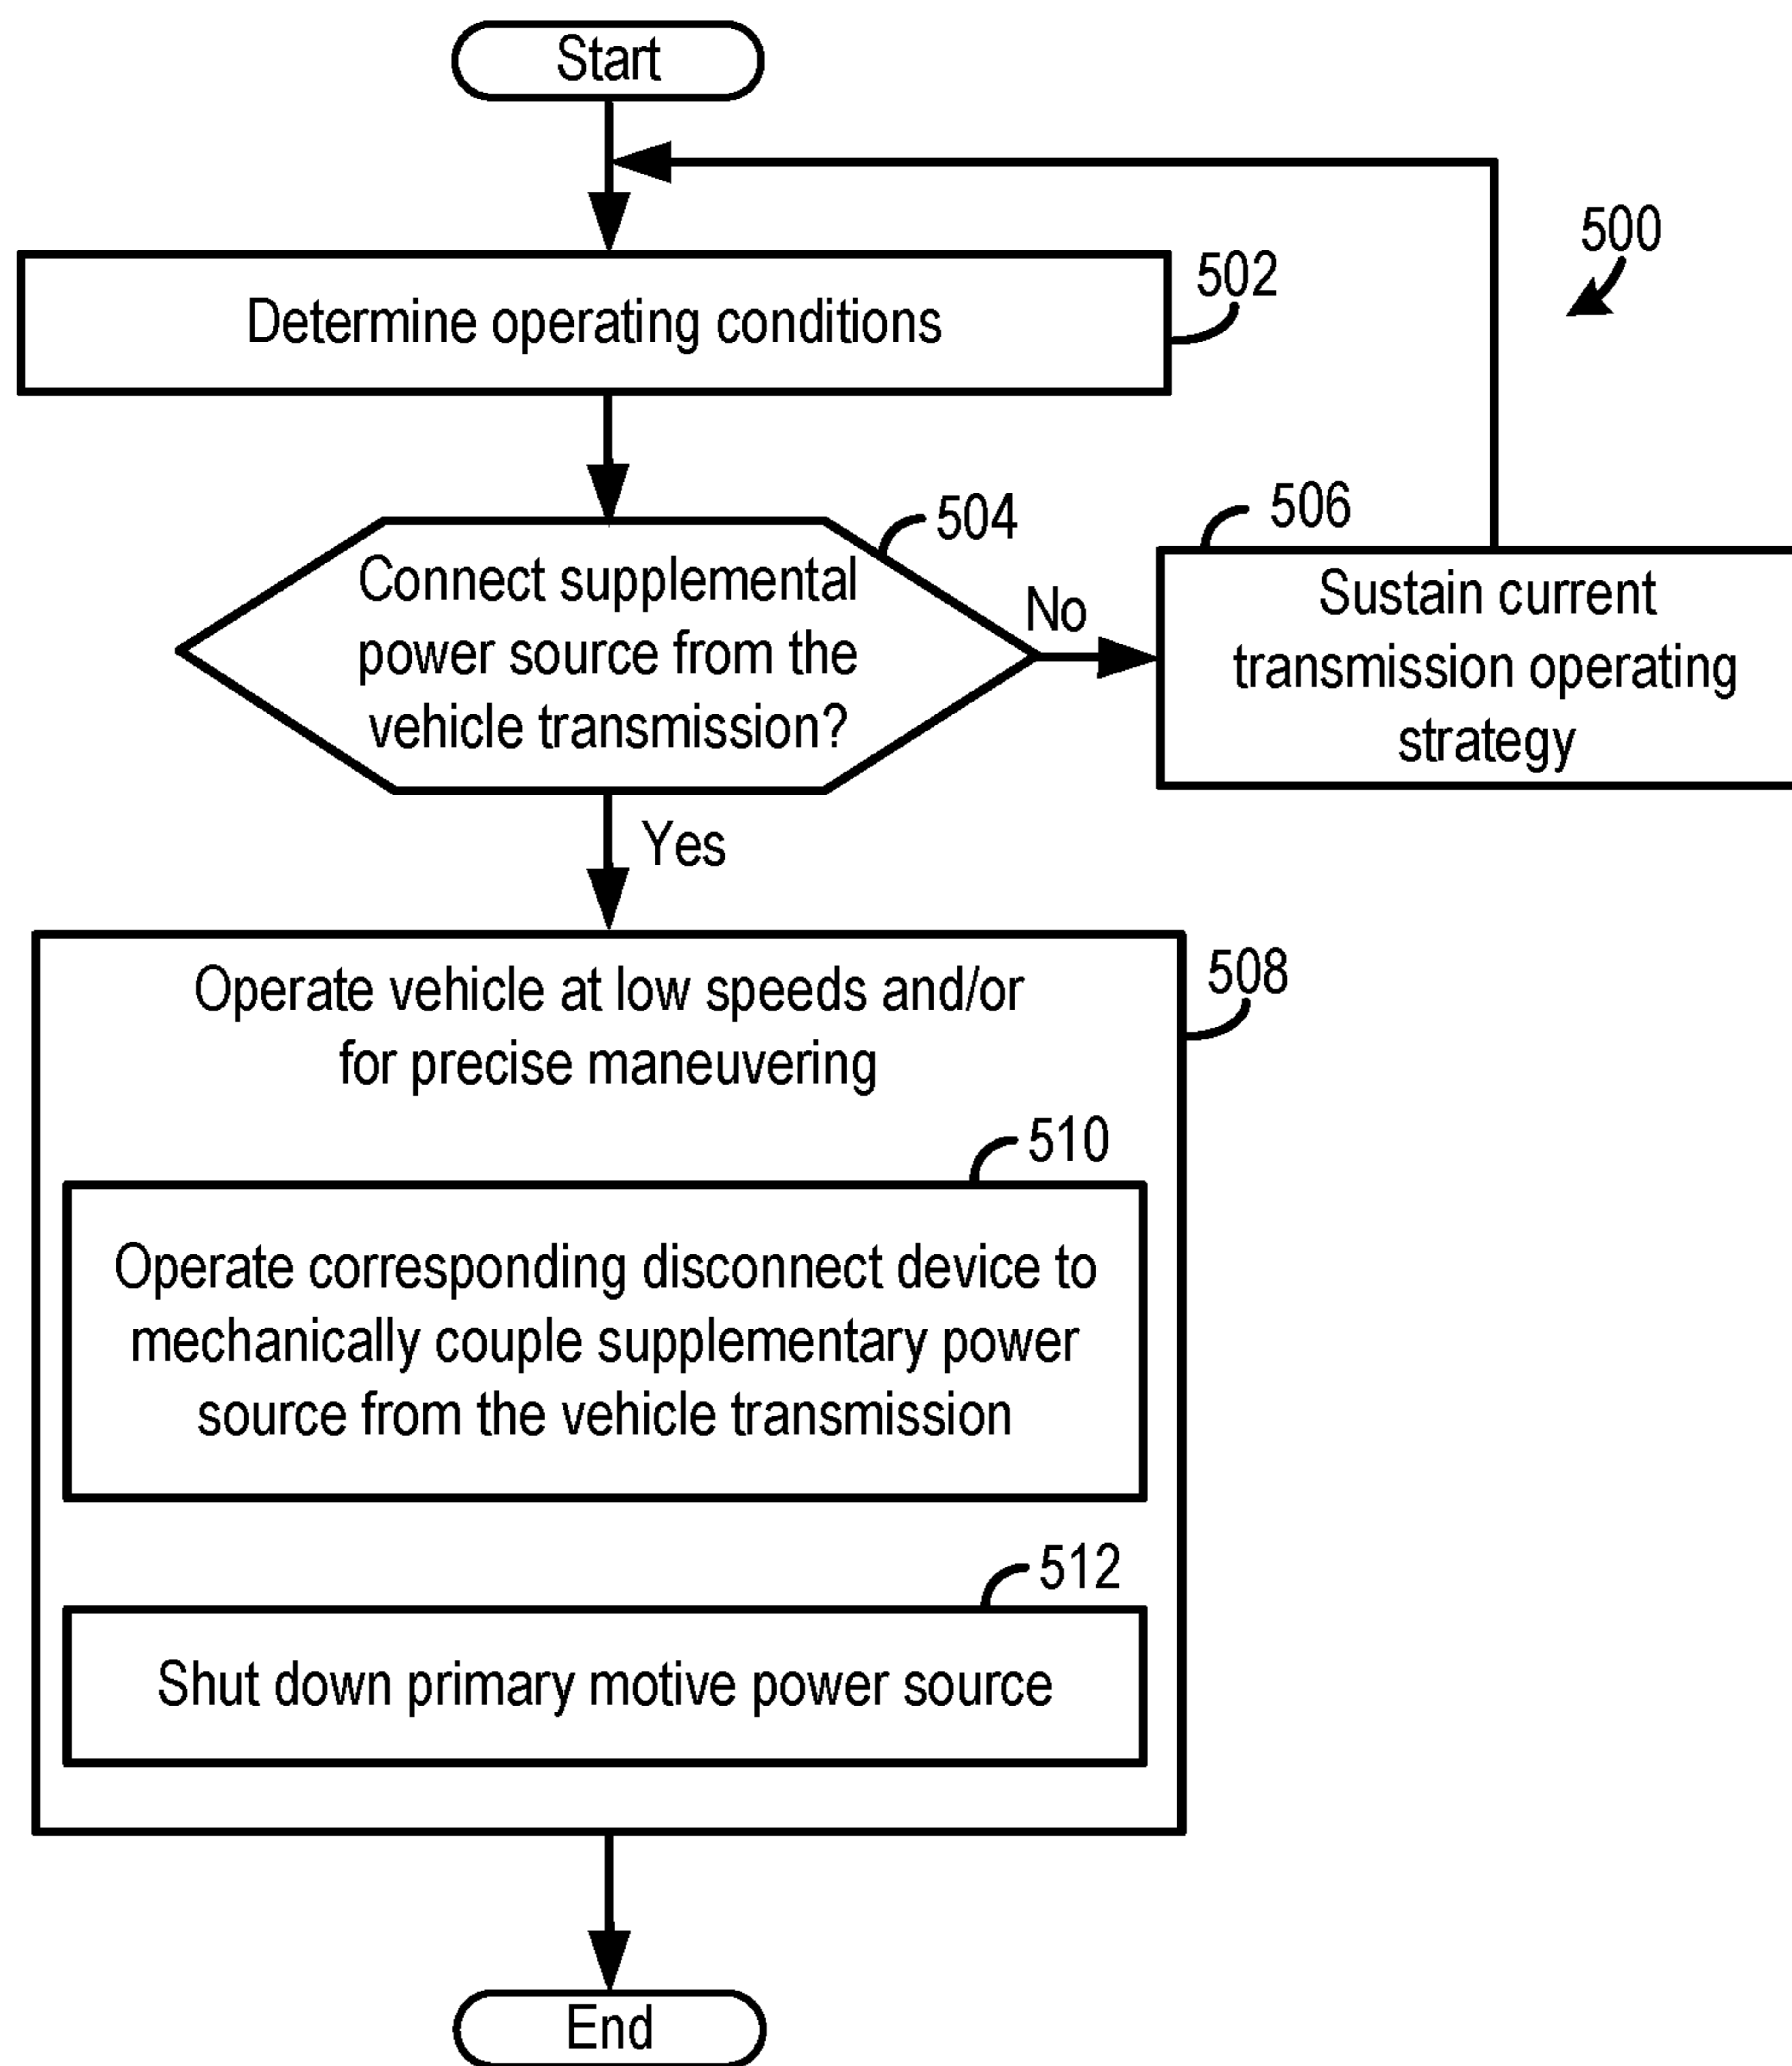 Start
500
502
Determine operating conditions
504
Connect supplemental
power source from the
vehicle transmission?
No
506
Sustain current
transmission operating
strategy
Yes
508
Operate vehicle at low speeds and/or
for precise maneuvering
510
Operate corresponding disconnect device to
mechanically couple supplementary power
source from the vehicle transmission
512
Shut down primary motive power source
End